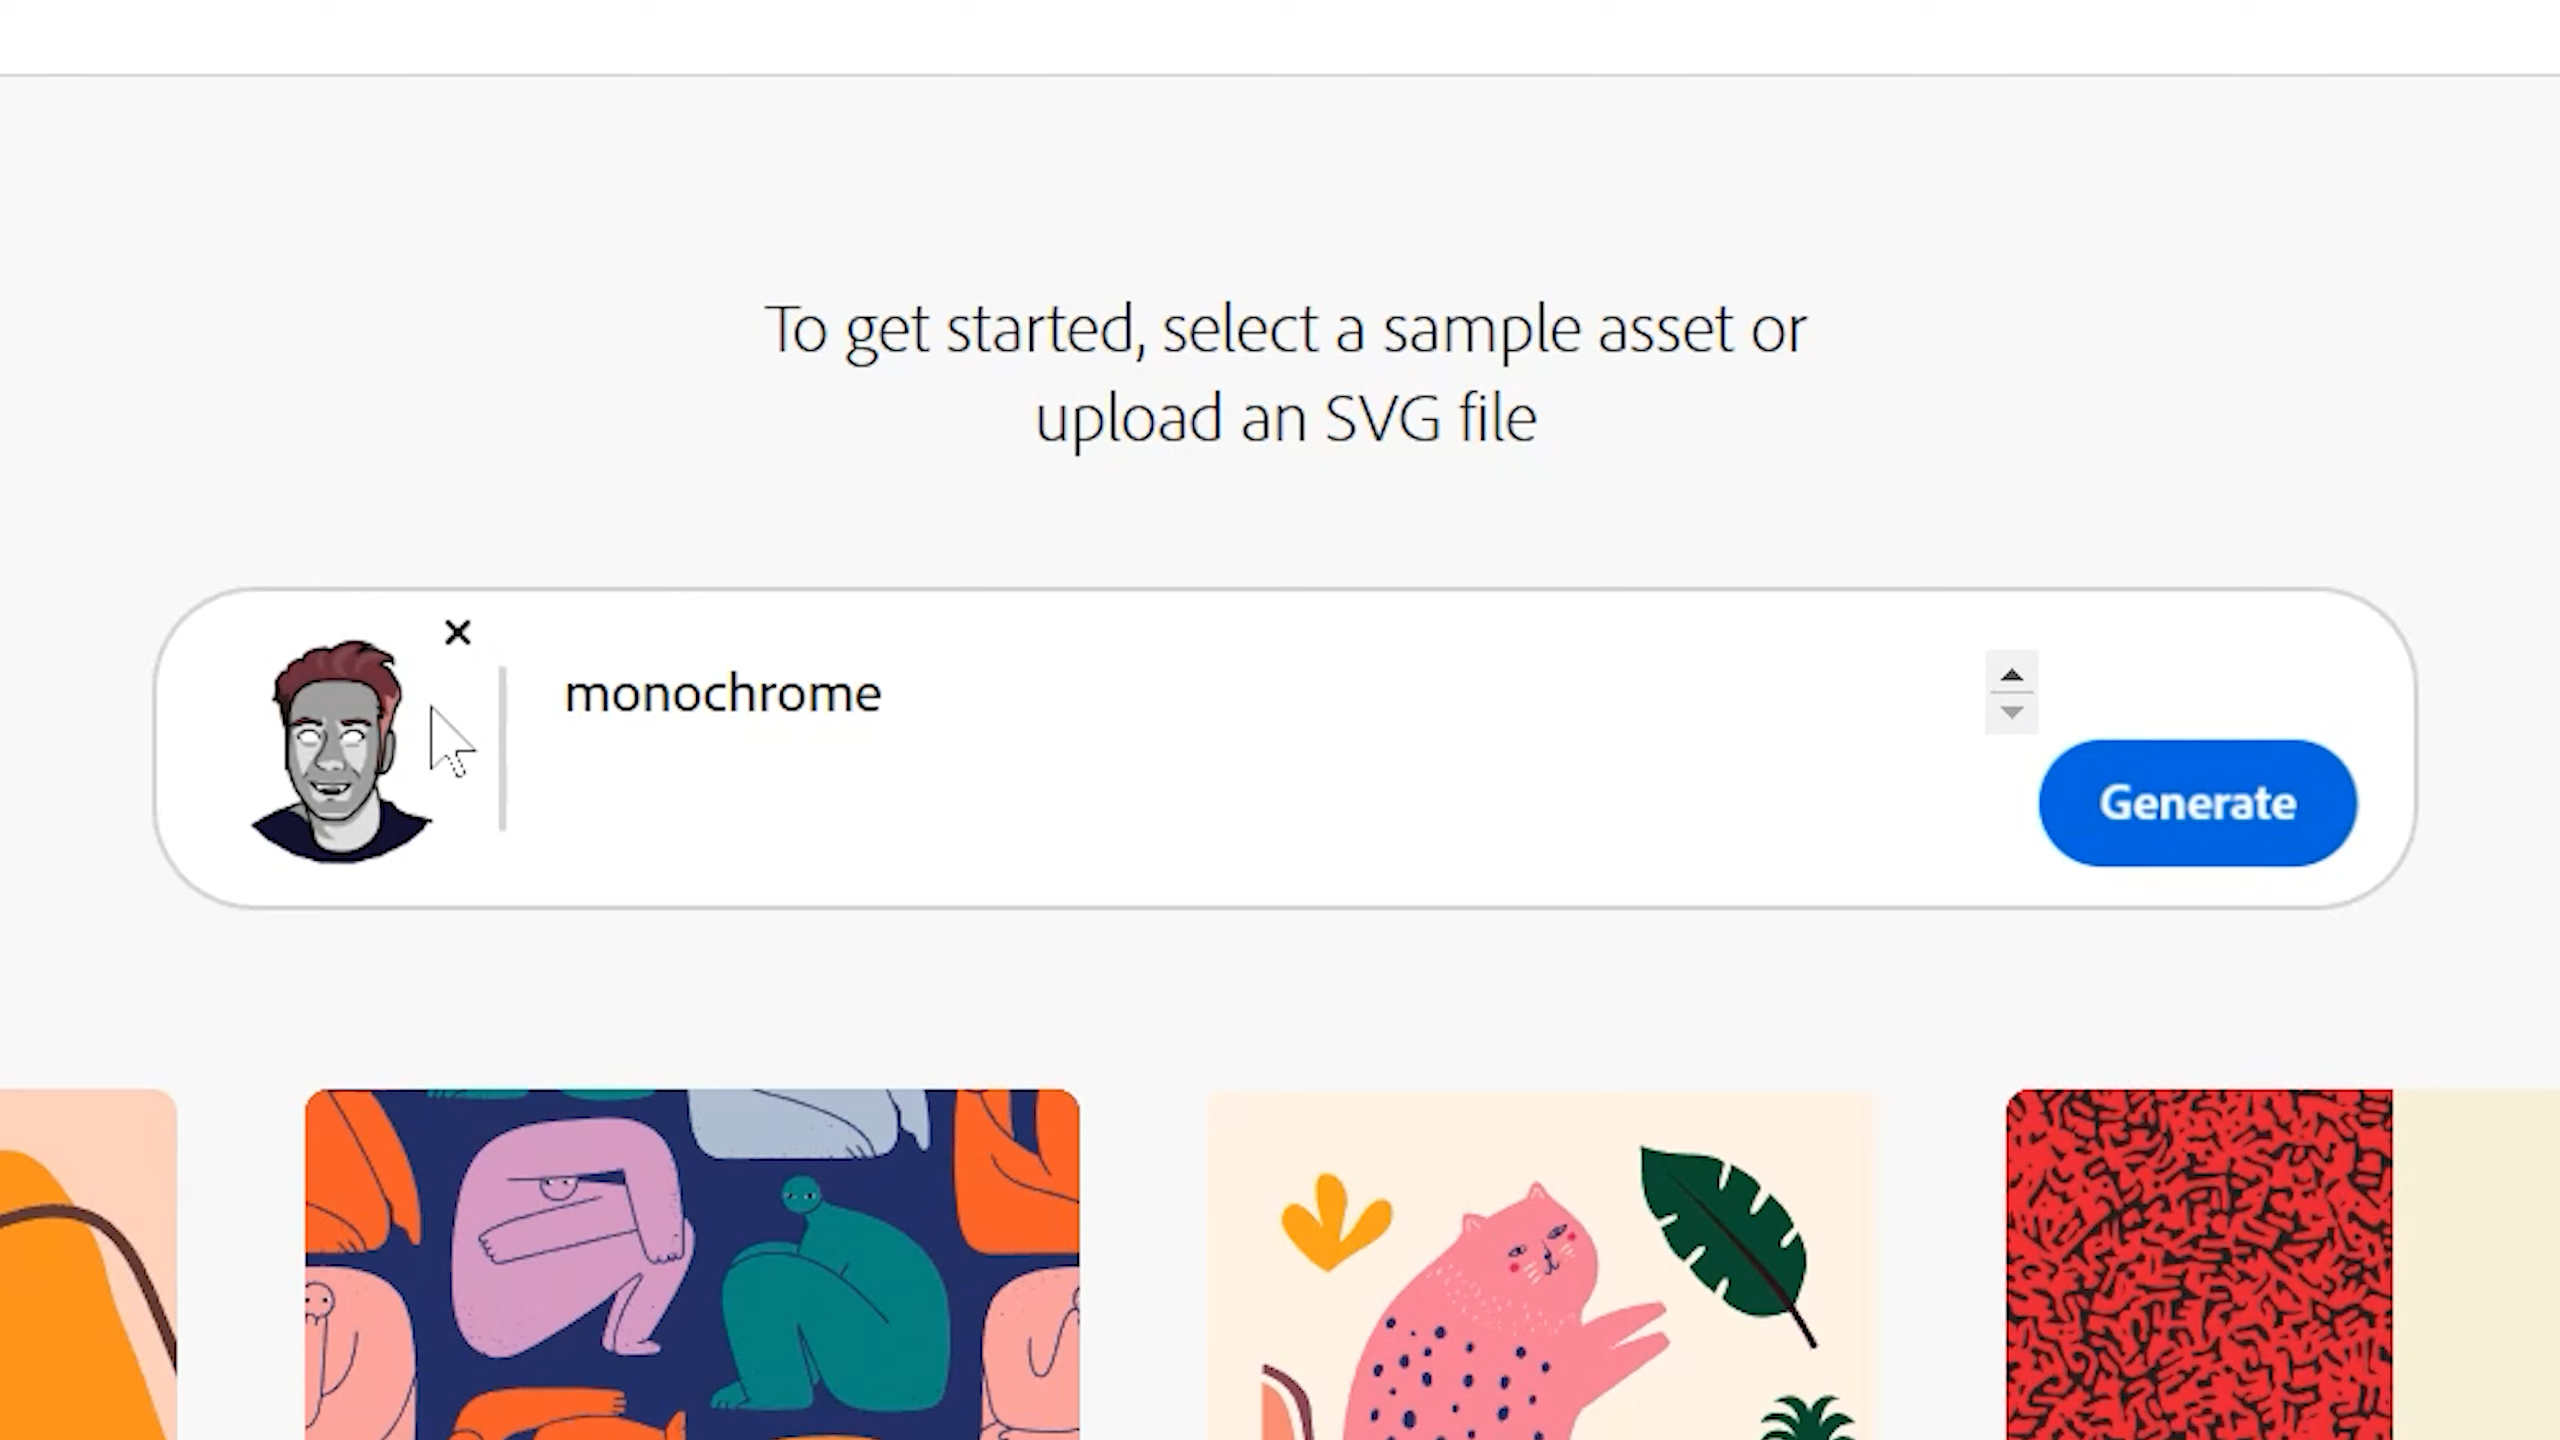 To get started, select a sample asset or
upload an SVG file
monochrome
Generate